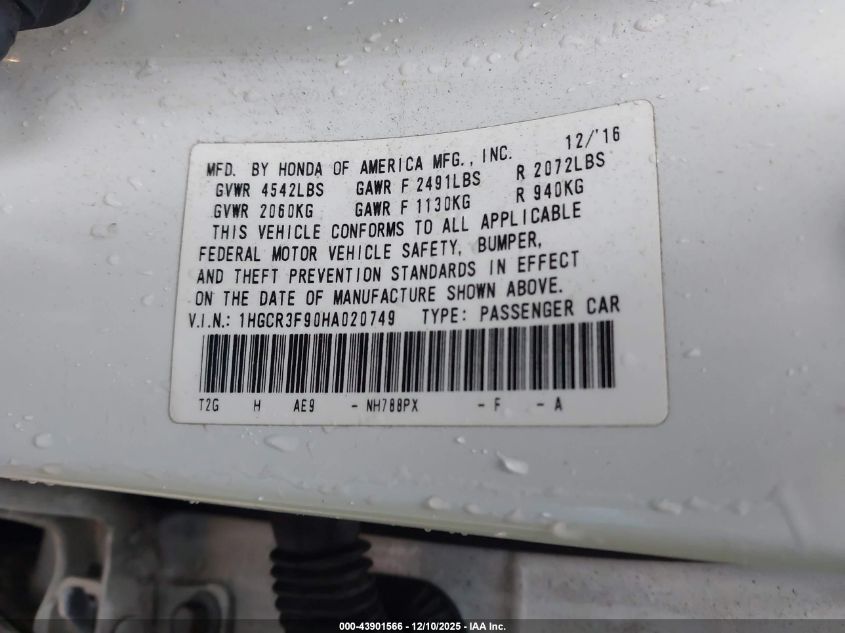 MFD. BY HONDA OF AMERICA MFG., INC. 12/'16
GVWR 4542LBS GAWR F 2491LBS R 2072LBS
GVWR 2060KG GAWR F 1130KG R 940KG
THIS VEHICLE CONFORMS TO ALL APPLICABLE
FEDERAL MOTOR VEHICLE SAFETY, BUMPER,
AND THEFT PREVENTION STANDARDS IN EFFECT
ON THE DATE OF MANUFACTURE SHOWN ABOVE.
V.I.N.: 1HGCR3F90HA020749 TYPE: PASSENGER CAR
T2G H AE9 - NH788PX - F - A
000-43901566 - 12/10/2025 - IAA Inc.